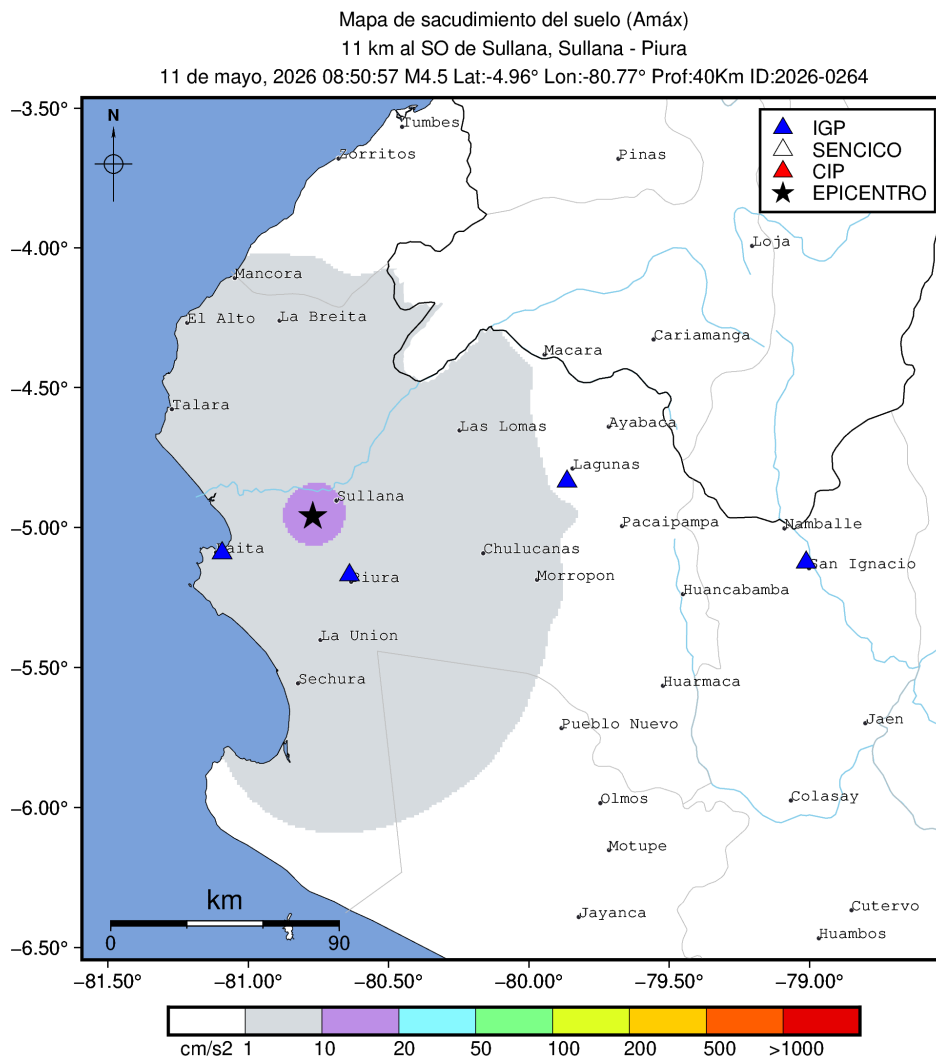 Mapa de sacudimiento del suelo (Amáx)
11 km al SO de Sullana, Sullana - Piura
11 de mayo, 2026 08:50:57 M4.5 Lat:-4.96° Lon:-80.77° Prof:40Km ID:2026-0264
−3.50°
−4.00°
−4.50°
−5.00°
−5.50°
−6.00°
−6.50°
N
IGP
SENCICO
CIP
EPICENTRO
Tumbes
Zorritos
Pinas
Loja
Mancora
El Alto
La Breita
Cariamanga
Macara
Talara
Las Lomas
Ayabaca
Lagunas
Sullana
Pacaipampa
Namballe
Paita
Chulucanas
San Ignacio
Piura
Morropon
Huancabamba
La Union
Sechura
Huarmaca
Pueblo Nuevo
Jaen
Olmos
Colasay
Motupe
Jayanca
Cutervo
Huambos
km
0
90
−81.50°
−81.00°
−80.50°
−80.00°
−79.50°
−79.00°
cm/s2
1
10
20
50
100
200
500
>1000